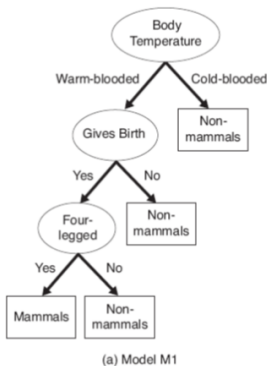 Body
Temperature
Warm-blooded
Cold-blooded
Gives Birth
Non-
mammals
Yes
No
Four-
legged
Non-
mammals
Yes
No
Mammals
Non-
mammals
(a) Model M1